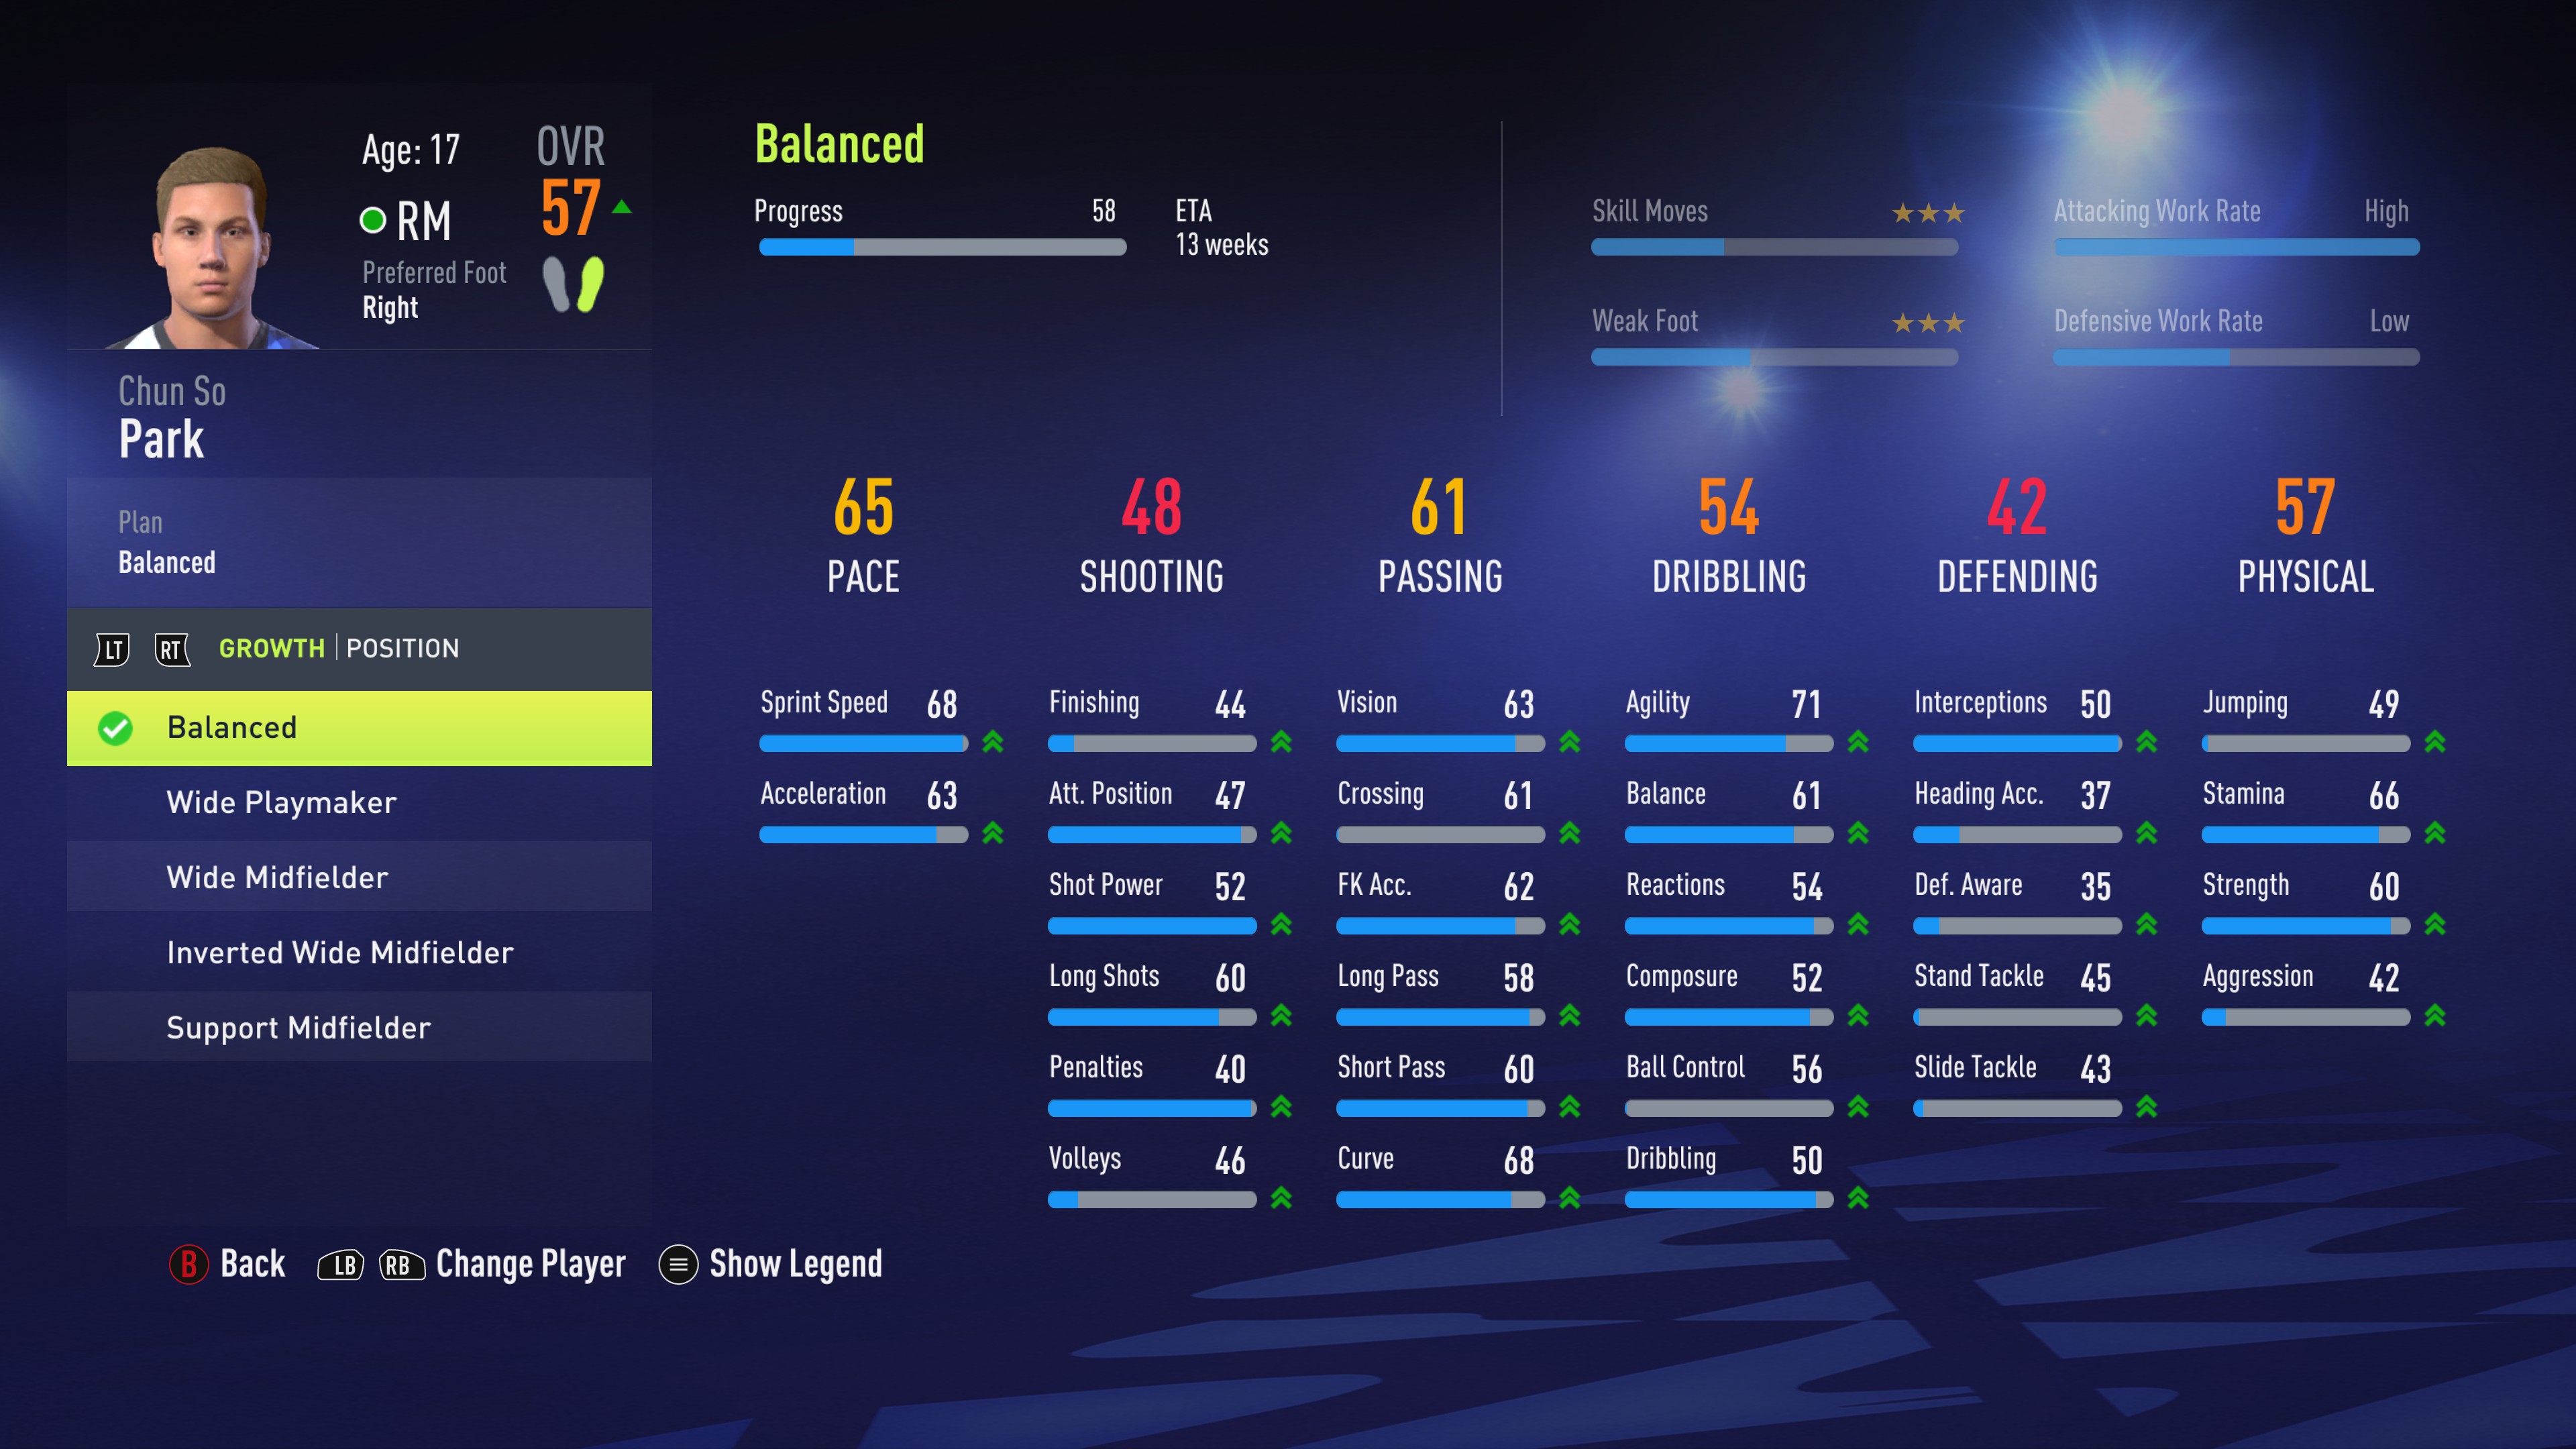 Age: 17
OVR
RM
57
Preferred Foot
Right
Chun So
Park
Plan
Balanced
LT RT GROWTH | POSITION
Balanced
Wide Playmaker
Wide Midfielder
Inverted Wide Midfielder
Support Midfielder
Balanced
Progress 58
ETA
13 weeks
Skill Moves
Attacking Work Rate High
Weak Foot
Defensive Work Rate Low
65 48 61 54 42 57
PACE SHOOTING PASSING DRIBBLING DEFENDING PHYSICAL
Sprint Speed 68 Finishing 44 Vision 63 Agility 71 Interceptions 50 Jumping 49
Acceleration 63 Att. Position 47 Crossing 61 Balance 61 Heading Acc. 37 Stamina 66
Shot Power 52 FK Acc. 62 Reactions 54 Def. Aware 35 Strength 60
Long Shots 60 Long Pass 58 Composure 52 Stand Tackle 45 Aggression 42
Penalties 40 Short Pass 60 Ball Control 56 Slide Tackle 43
Volleys 46 Curve 68 Dribbling 50
B Back LB RB Change Player Show Legend